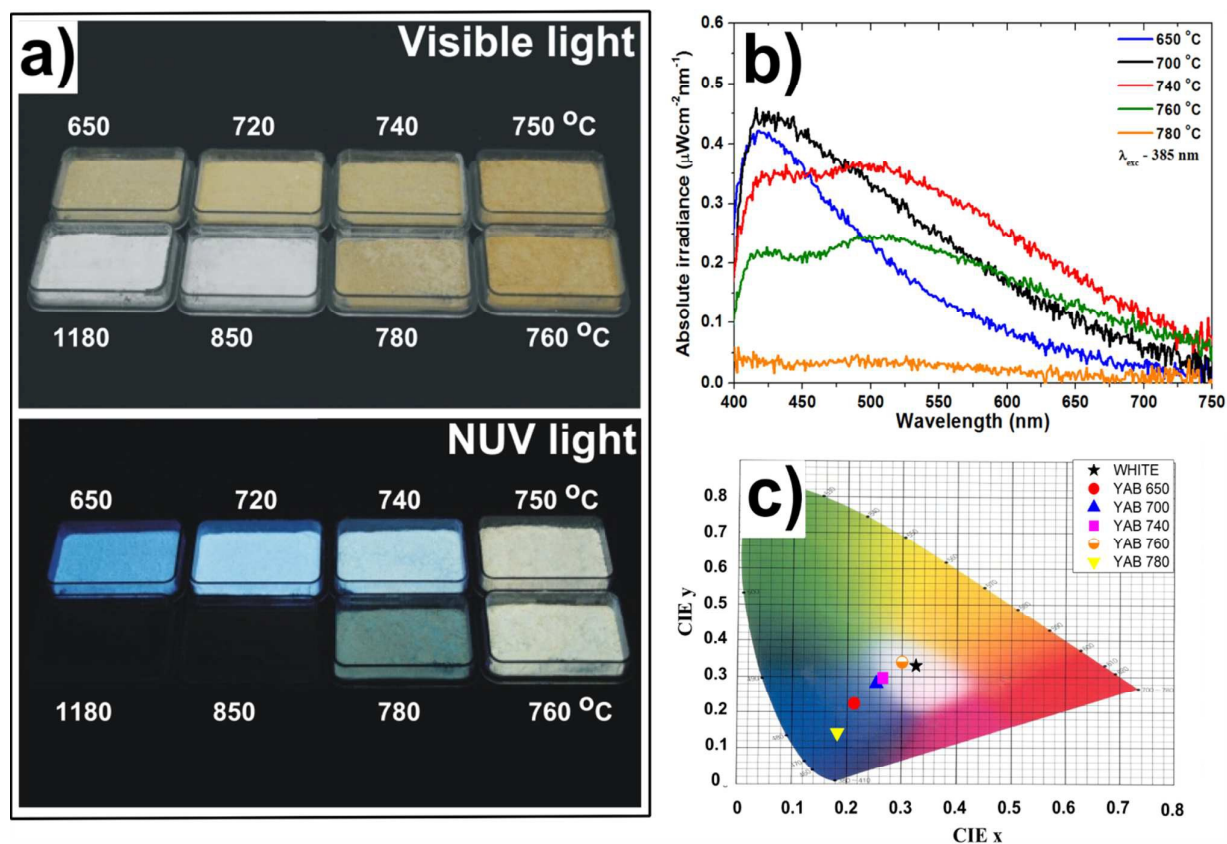 a)
Visible light
650 720 740 750 °C
1180 850 780 760 °C
NUV light
650 720 740 750 °C
1180 850 780 760 °C
b)
Absolute irradiance (μWcm⁻²nm⁻¹)
0.6
0.5
0.4
0.3
0.2
0.1
0.0
400 450 500 550 600 650 700 750
Wavelength (nm)
650 °C
700 °C
740 °C
760 °C
780 °C
λexc - 385 nm
c)
CIE y
0.8
0.7
0.6
0.5
0.4
0.3
0.2
0.1
0
0 0.1 0.2 0.3 0.4 0.5 0.6 0.7 0.8
CIE x
WHITE
YAB 650
YAB 700
YAB 740
YAB 760
YAB 780